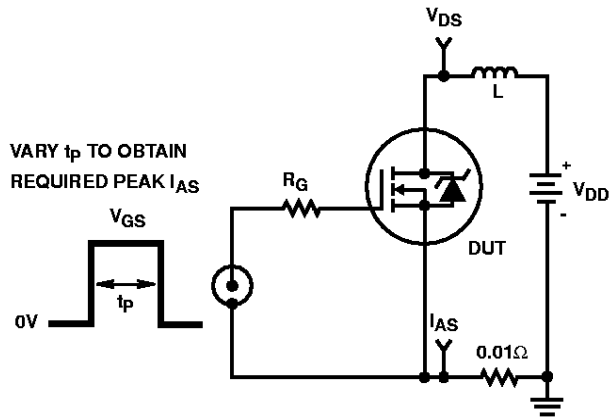 V_DS
L
VARY t_P TO OBTAIN
REQUIRED PEAK I_AS
R_G
+
V_DD
-
V_GS
DUT
t_P
0V
I_AS
0.01Ω